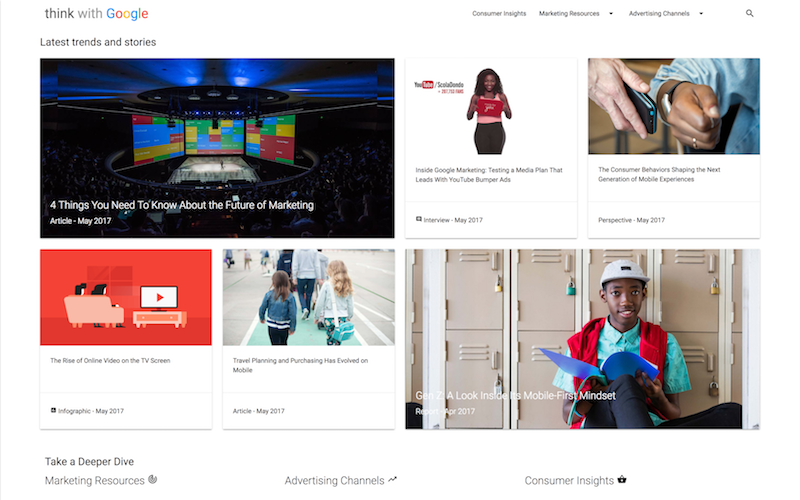 think with Google
Consumer Insights
Marketing Resources
Advertising Channels
Latest trends and stories
4 Things You Need To Know About the Future of Marketing
Article - May 2017
YouTube/ScolaDondo
Inside Google Marketing: Testing a Media Plan That
Leads With YouTube Bumper Ads
Interview - May 2017
The Consumer Behaviors Shaping the Next
Generation of Mobile Experiences
Perspective - May 2017
The Rise of Online Video on the TV Screen
Infographic - May 2017
Travel Planning and Purchasing Has Evolved on
Mobile
Article - May 2017
Gen Z: A Look Inside Its Mobile-First Mindset
Report - Apr 2017
Take a Deeper Dive
Marketing Resources
Advertising Channels
Consumer Insights